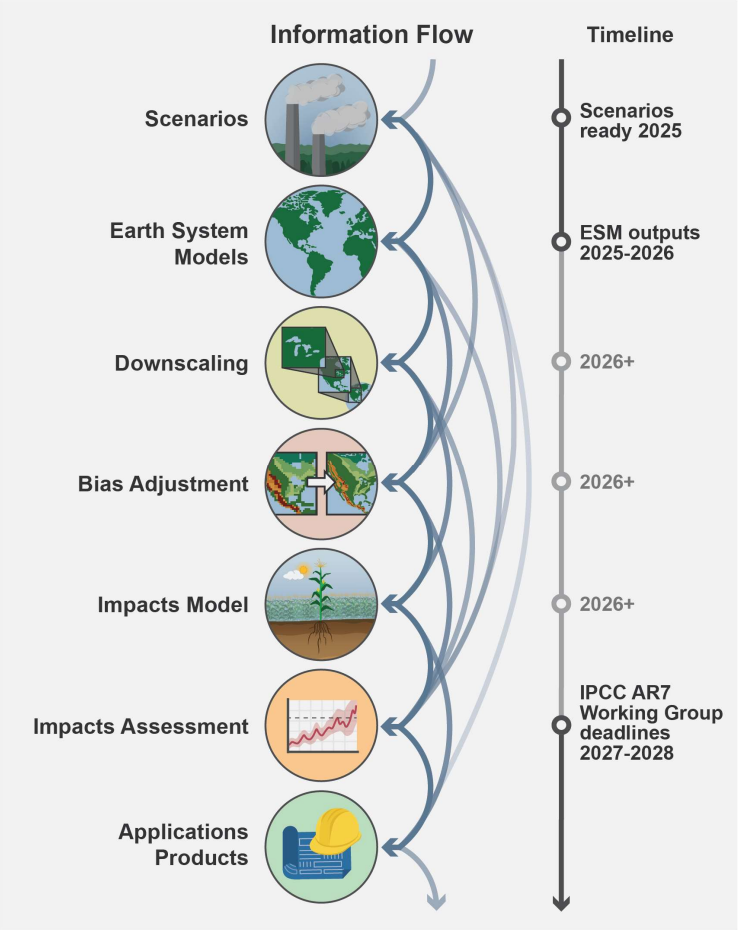 Information Flow
Timeline
Scenarios
Scenarios
ready 2025
Earth System
Models
ESM outputs
2025-2026
Downscaling
2026+
Bias Adjustment
2026+
Impacts Model
2026+
Impacts Assessment
IPCC AR7
Working Group
deadlines
2027-2028
Applications
Products